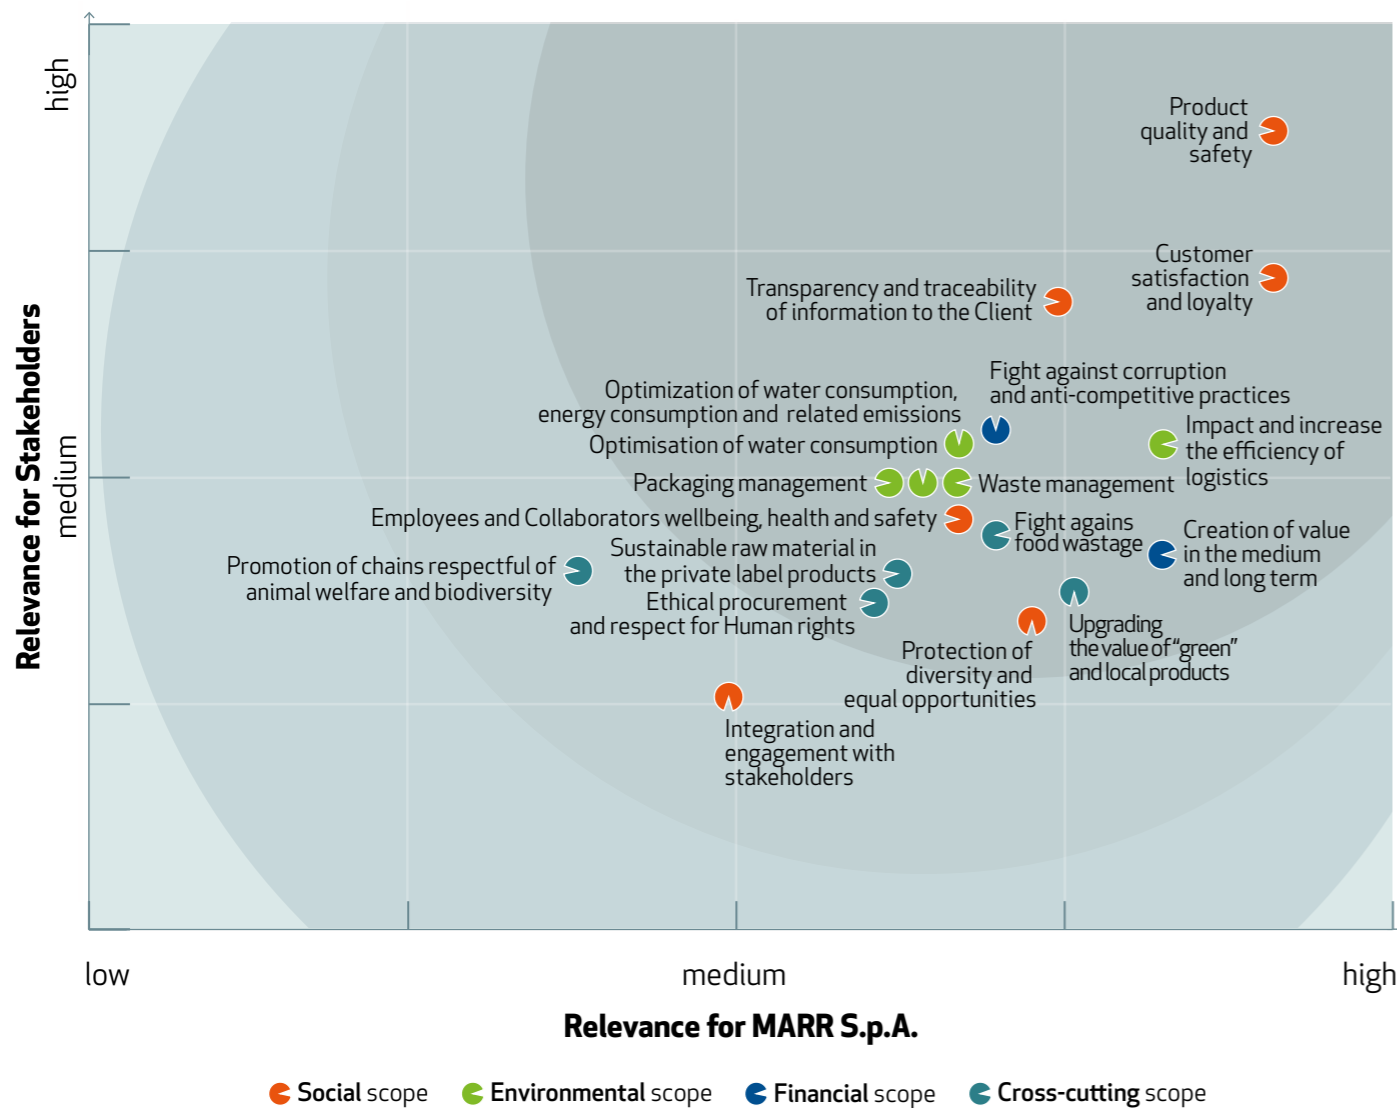 high
Product
quality and
safety
Customer
satisfaction
and loyalty
Transparency and traceability
of information to the Client
Fight against corruption
and anti-competitive practices
Optimization of water consumption,
energy consumption and related emissions
Optimisation of water consumption
Impact and increase
the efficiency of
logistics
Relevance for Stakeholders
medium
Packaging management
Waste management
Employees and Collaborators wellbeing, health and safety
Fight agains
food wastage
Creation of value
in the medium
and long term
Sustainable raw material in
the private label products
Promotion of chains respectful of
animal welfare and biodiversity
Ethical procurement
and respect for Human rights
Upgrading
the value of “green”
and local products
Protection of
diversity and
equal opportunities
Integration and
engagement with
stakeholders
low medium high
Relevance for MARR S.p.A.
Social scope Environmental scope Financial scope Cross-cutting scope